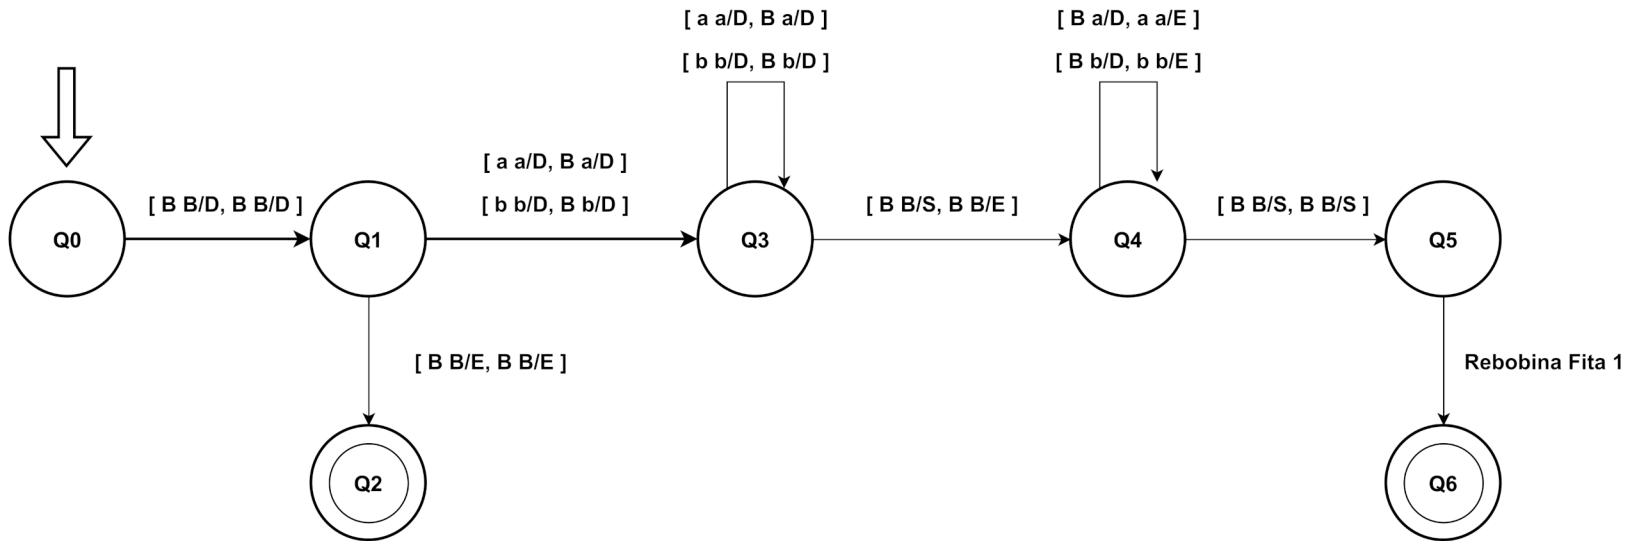 [ a a/D, B a/D ]
[ b b/D, B b/D ]
[ B a/D, a a/E ]
[ B b/D, b b/E ]
[ a a/D, B a/D ]
[ b b/D, B b/D ]
[ B B/D, B B/D ]
[ B B/S, B B/E ]
[ B B/S, B B/S ]
Q0
Q1
Q3
Q4
Q5
[ B B/E, B B/E ]
Rebobina Fita 1
Q2
Q6